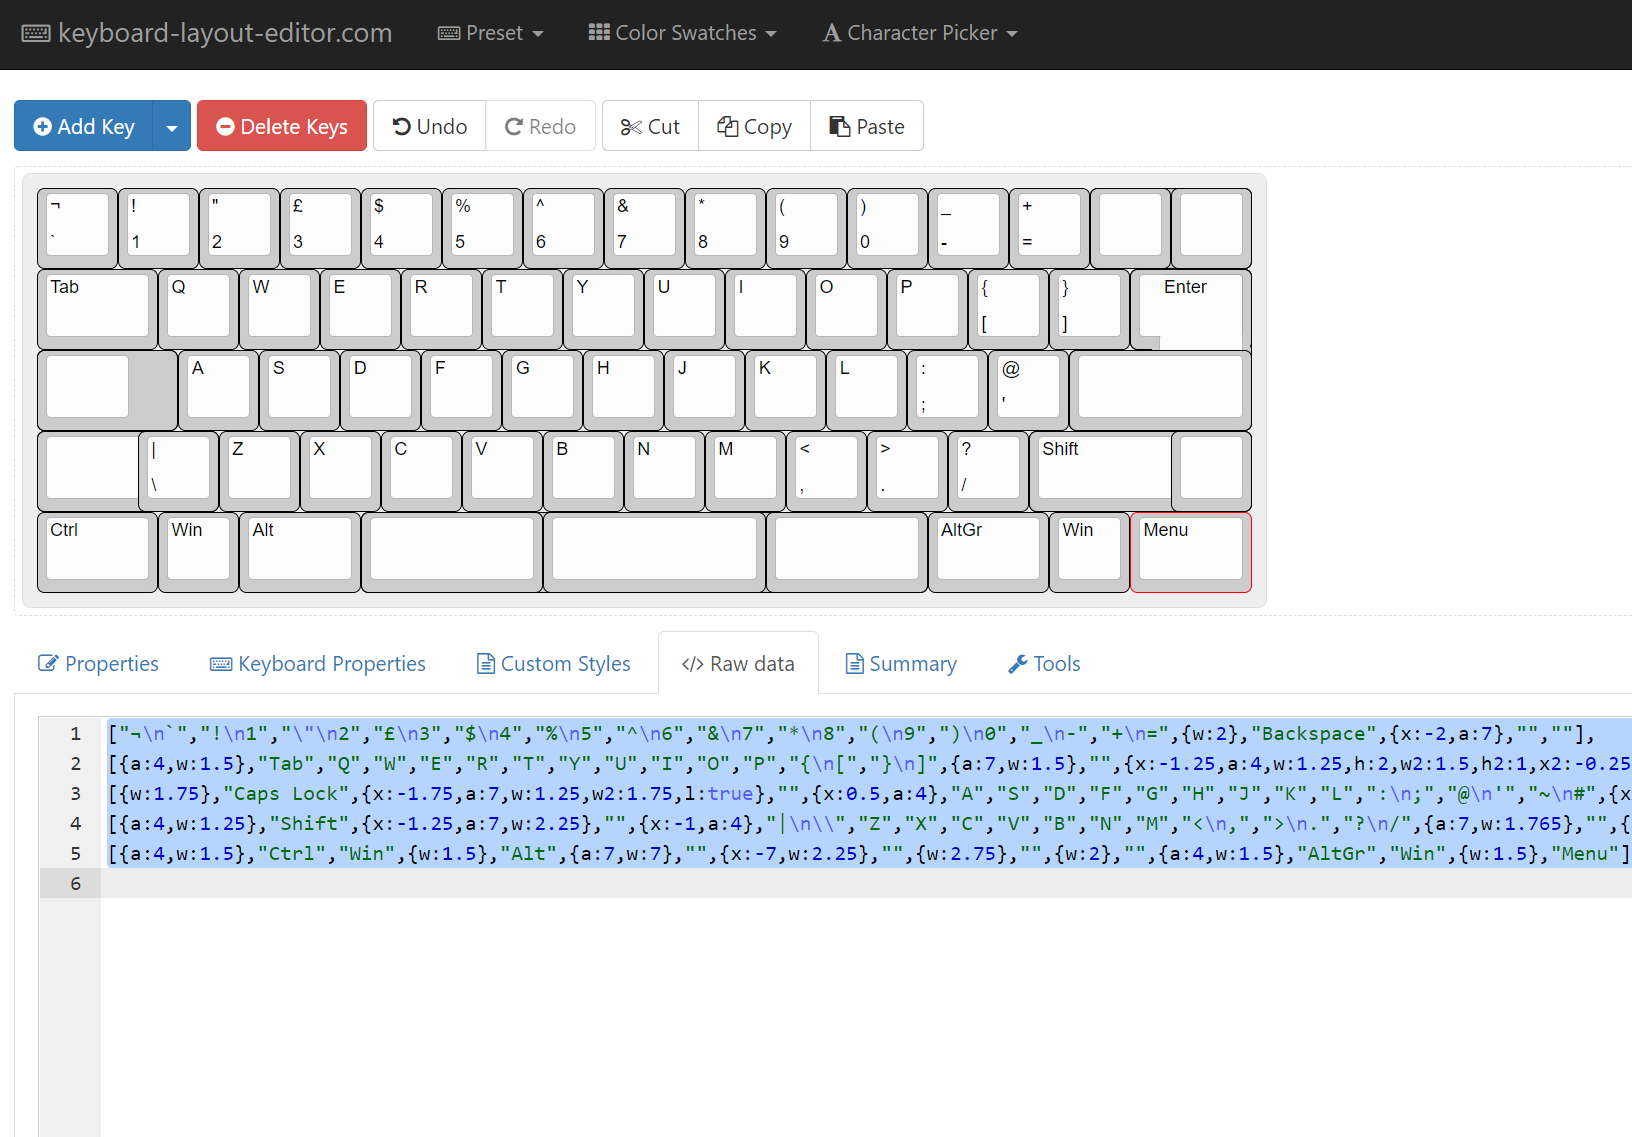 keyboard-layout-editor.com Preset Color Swatches A Character Picker
Add Key Delete Keys Undo Redo Cut Copy Paste
¬ ! " £ $ % ^ & * ( ) _ +
` 1 2 3 4 5 6 7 8 9 0 - =
Tab Q W E R T Y U I O P { } Enter
[ ]
A S D F G H J K L : @
; '
| Z X C V B N M < > ? Shift
\ , . /
Ctrl Win Alt AltGr Win Menu
Properties Keyboard Properties Custom Styles </> Raw data Summary Tools
1 ["¬\n`","!\n1","\"\n2","£\n3","$\n4","%\n5","^\n6","&\n7","*\n8","(\n9",")\n0","_\n-","+\n=",{w:2},"Backspace",{x:-2,a:7},"",""],
2 [{a:4,w:1.5},"Tab","Q","W","E","R","T","Y","U","I","O","P","{\n[","}\n]",{a:7,w:1.5},"",{x:-1.25,a:4,w:1.25,h:2,w2:1.5,h2:1,x2:-0.25
3 [{w:1.75},"Caps Lock",{x:-1.75,a:7,w:1.25,w2:1.75,l:true},"",{x:0.5,a:4},"A","S","D","F","G","H","J","K","L",":\n;","@\n'","~\n#",{x
4 [{a:4,w:1.25},"Shift",{x:-1.25,a:7,w:2.25},"",{x:-1,a:4},"|\n\\","Z","X","C","V","B","N","M","<\n,",">\n.","?\n/",{a:7,w:1.765},"",{
5 [{a:4,w:1.5},"Ctrl","Win",{w:1.5},"Alt",{a:7,w:7},"",{x:-7,w:2.25},"",{w:2.75},"",{w:2},"",{a:4,w:1.5},"AltGr","Win",{w:1.5},"Menu"]
6